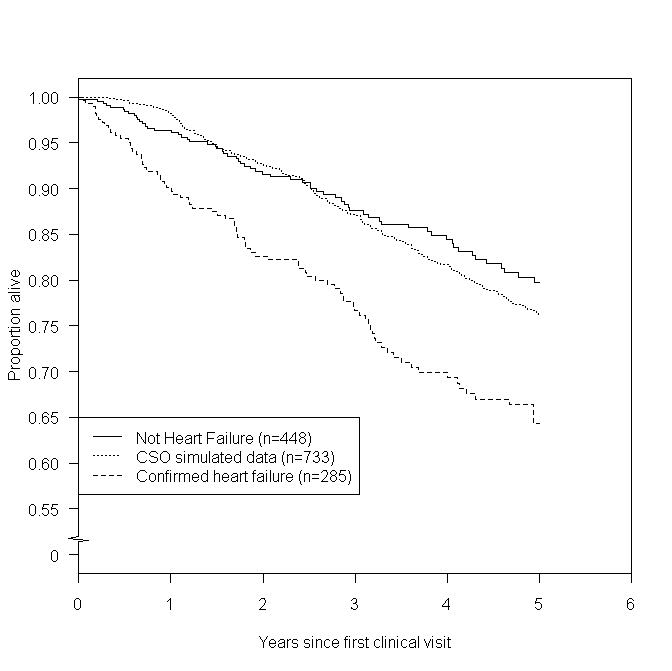 1.00
0.95
0.90
0.85
0.80
0.75
0.70
0.65
0.60
0.55
0
Proportion alive
Not Heart Failure (n=448)
CSO simulated data (n=733)
Confirmed heart failure (n=285)
0 1 2 3 4 5 6
Years since first clinical visit